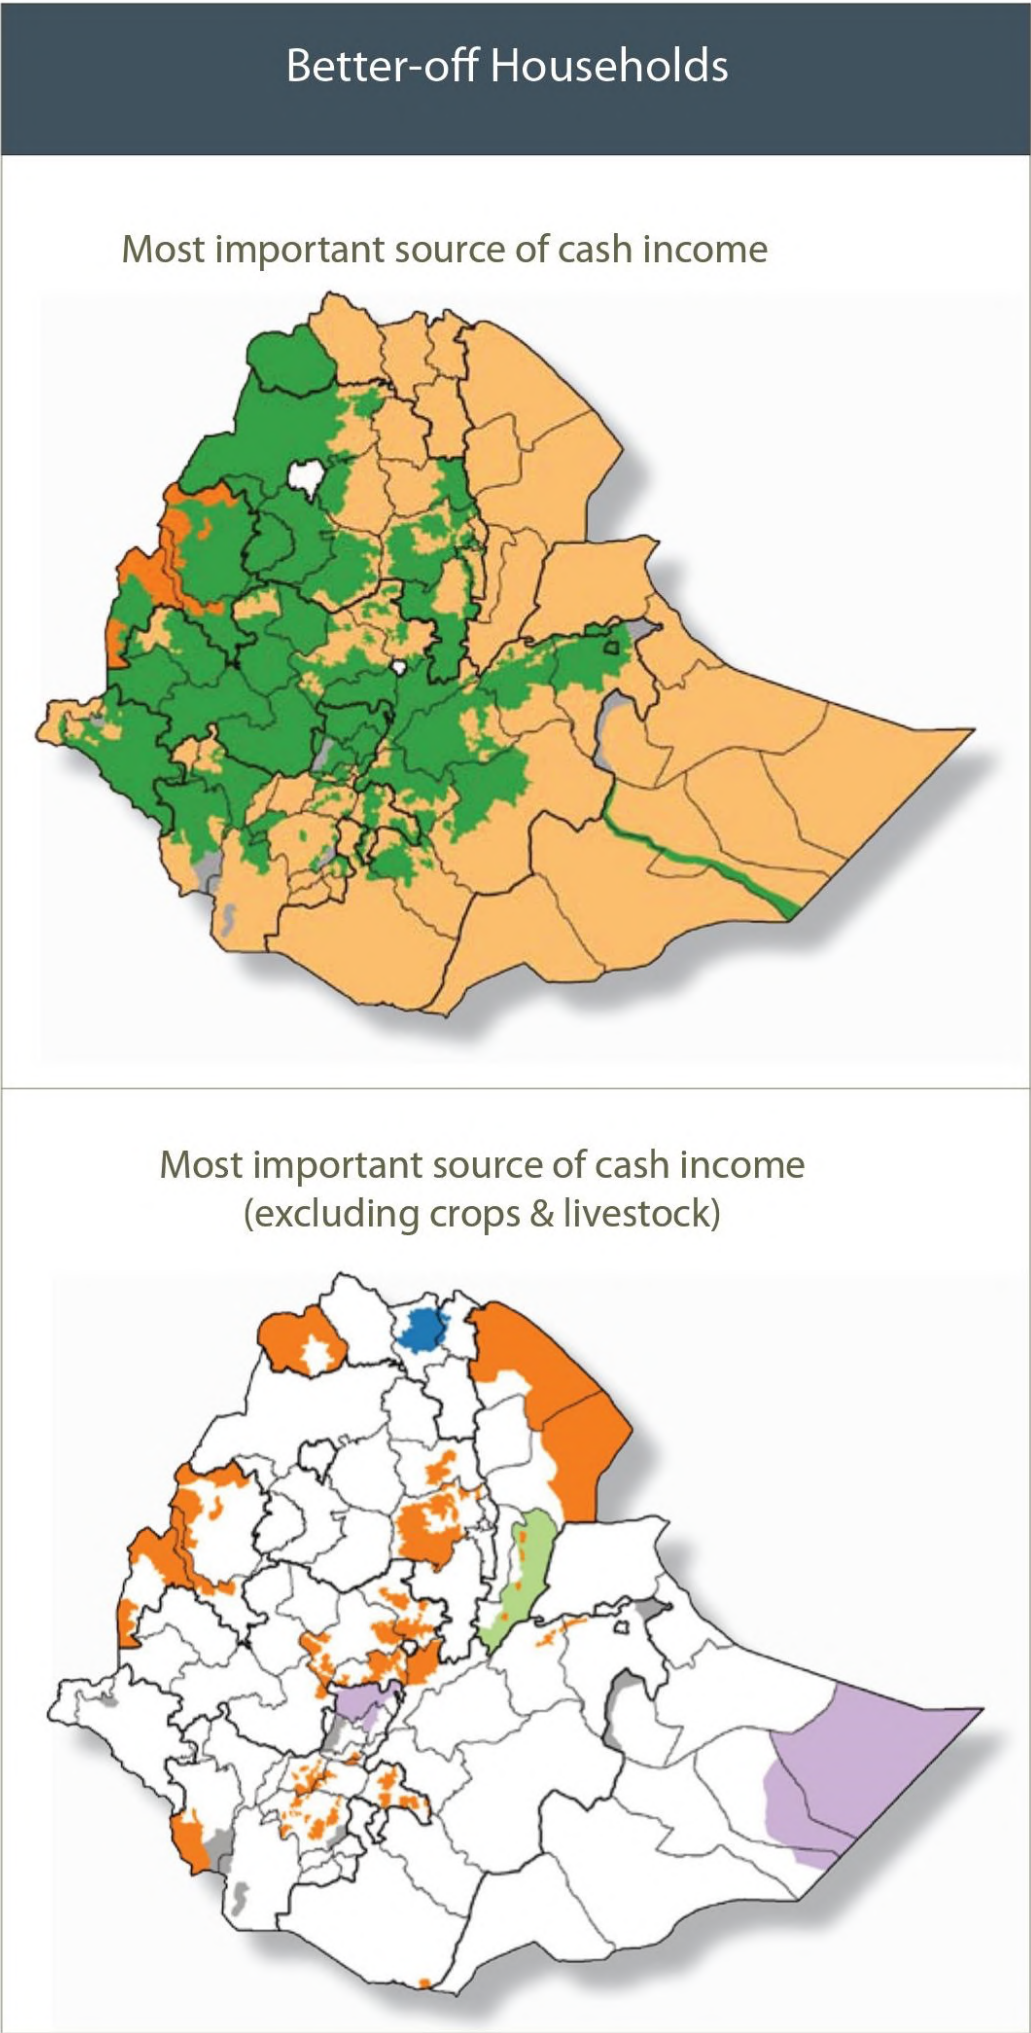 Better-off Households
Most important source of cash income
Most important source of cash income
(excluding crops & livestock)